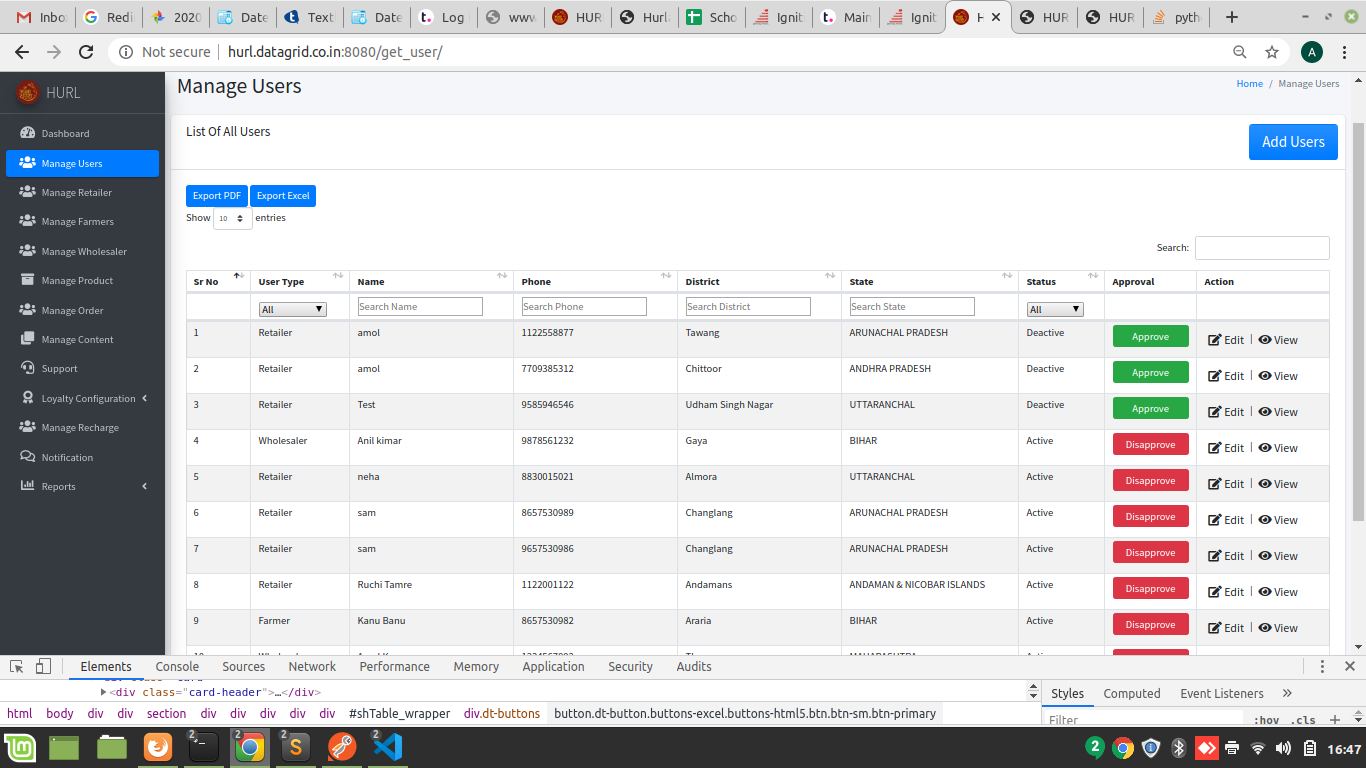 Inbo Redi 2020 Date Text Date Log www HUR Hurl Scho Ignit Main Ignit H HUR HUR pyth
Not secure hurl.datagrid.co.in:8080/get_user/ A
HURL
Dashboard
Manage Users
Manage Retailer
Manage Farmers
Manage Wholesaler
Manage Product
Manage Order
Manage Content
Support
Loyalty Configuration
Manage Recharge
Notification
Reports
Manage Users
Home / Manage Users
List Of All Users
Add Users
Export PDF Export Excel
Show 10 entries
Search:
Sr No User Type Name Phone District State Status Approval Action
All Search Name Search Phone Search District Search State All
1 Retailer amol 1122558877 Tawang ARUNACHAL PRADESH Deactive Approve Edit | View
2 Retailer amol 7709385312 Chittoor ANDHRA PRADESH Deactive Approve Edit | View
3 Retailer Test 9585946546 Udham Singh Nagar UTTARANCHAL Deactive Approve Edit | View
4 Wholesaler Anil kimar 9878561232 Gaya BIHAR Active Disapprove Edit | View
5 Retailer neha 8830015021 Almora UTTARANCHAL Active Disapprove Edit | View
6 Retailer sam 8657530989 Changlang ARUNACHAL PRADESH Active Disapprove Edit | View
7 Retailer sam 9657530986 Changlang ARUNACHAL PRADESH Active Disapprove Edit | View
8 Retailer Ruchi Tamre 1122001122 Andamans ANDAMAN & NICOBAR ISLANDS Active Disapprove Edit | View
9 Farmer Kanu Banu 8657530982 Araria BIHAR Active Disapprove Edit | View
Elements Console Sources Network Performance Memory Application Security Audits
<div class="card-header">…</div>
html body div div section div div div div div #shTable_wrapper div.dt-buttons button.dt-button.buttons-excel.buttons-html5.btn.btn-sm.btn-primary
Styles Computed Event Listeners »
Filter :hov .cls +
2 2 2 2 2 2 16:47